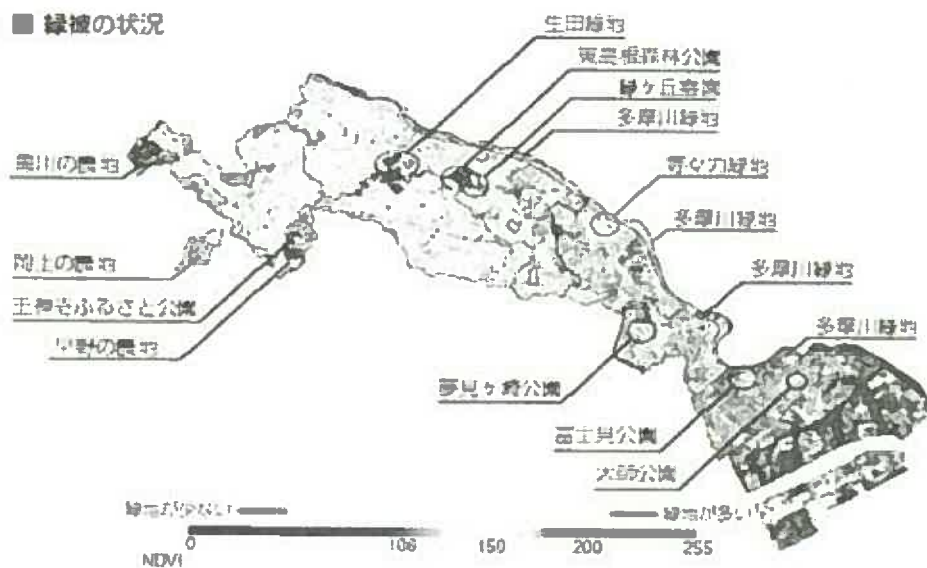 ■ 緑被の状況
生田緑地
東高根森林公園
緑ヶ丘霊園
多摩川緑地
黒川の農地
等々力緑地
多摩川緑地
岡上の農地
多摩川緑地
王禅寺ふるさと公園
多摩川緑地
早野の農地
夢見ヶ崎公園
富士見公園
大師公園
緑地が少ない
緑地が多い
0
106
150
200
255
NDVI